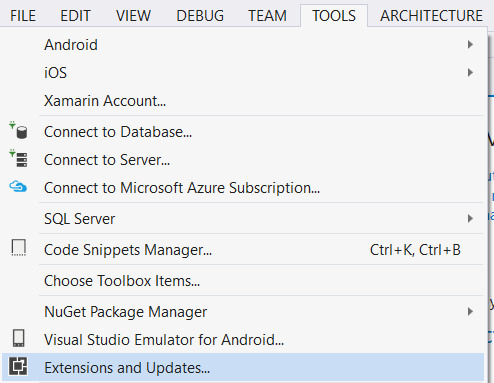 FILE EDIT VIEW DEBUG TEAM TOOLS ARCHITECTURE
Android
iOS
Xamarin Account...
Connect to Database...
Connect to Server...
Connect to Microsoft Azure Subscription...
SQL Server
Code Snippets Manager... Ctrl+K, Ctrl+B
Choose Toolbox Items...
NuGet Package Manager
Visual Studio Emulator for Android...
Extensions and Updates...